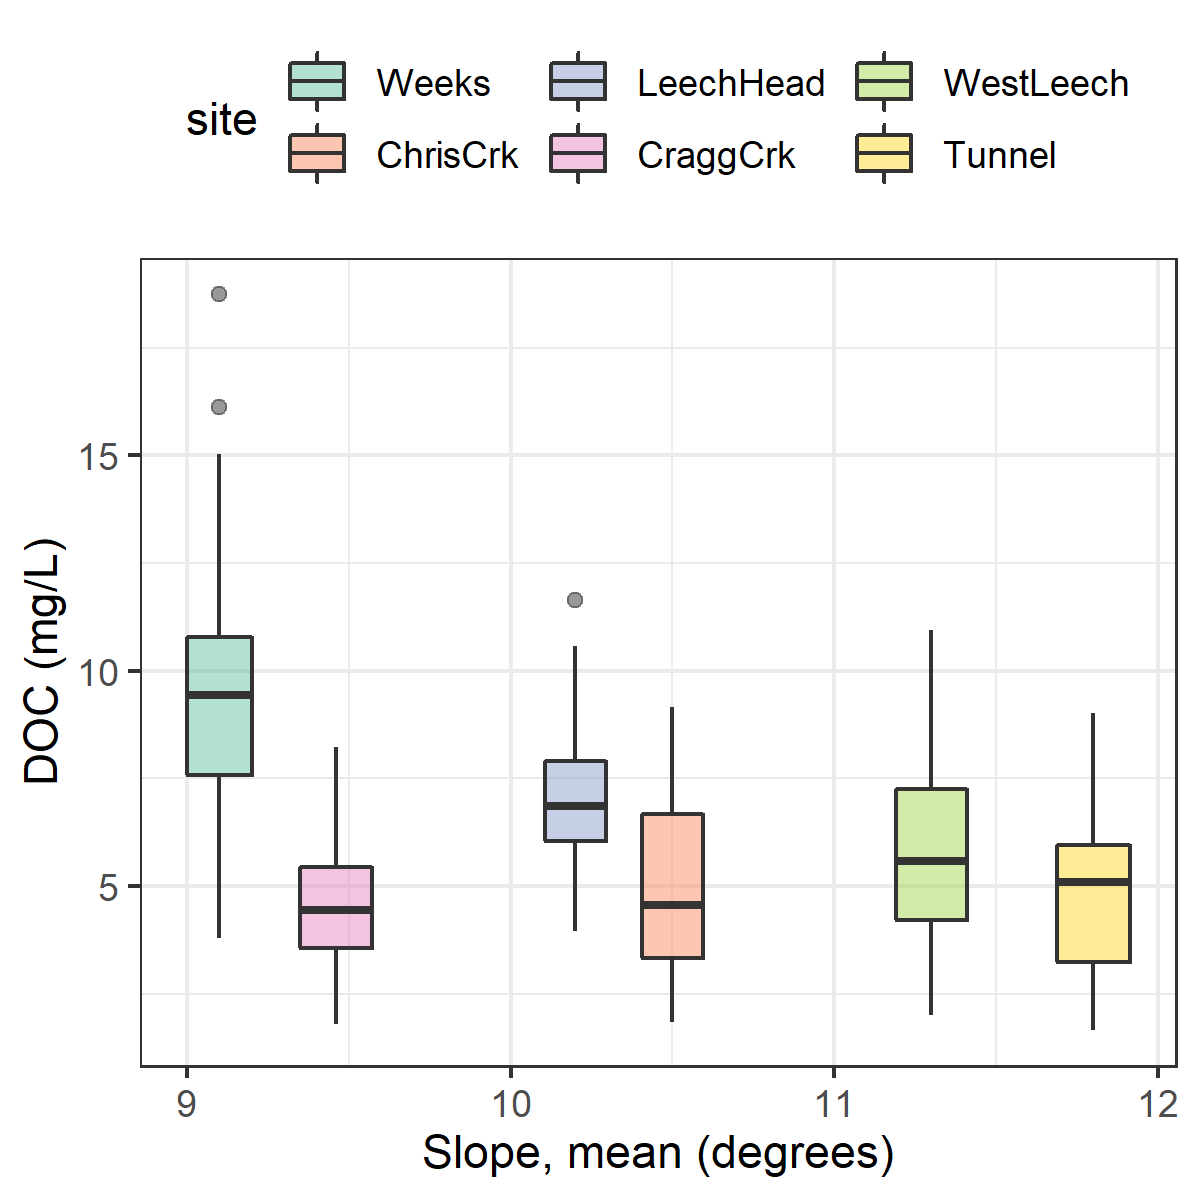 site
Weeks LeechHead WestLeech
ChrisCrk CraggCrk Tunnel
15
10
5
DOC (mg/L)
9 10 11 12
Slope, mean (degrees)